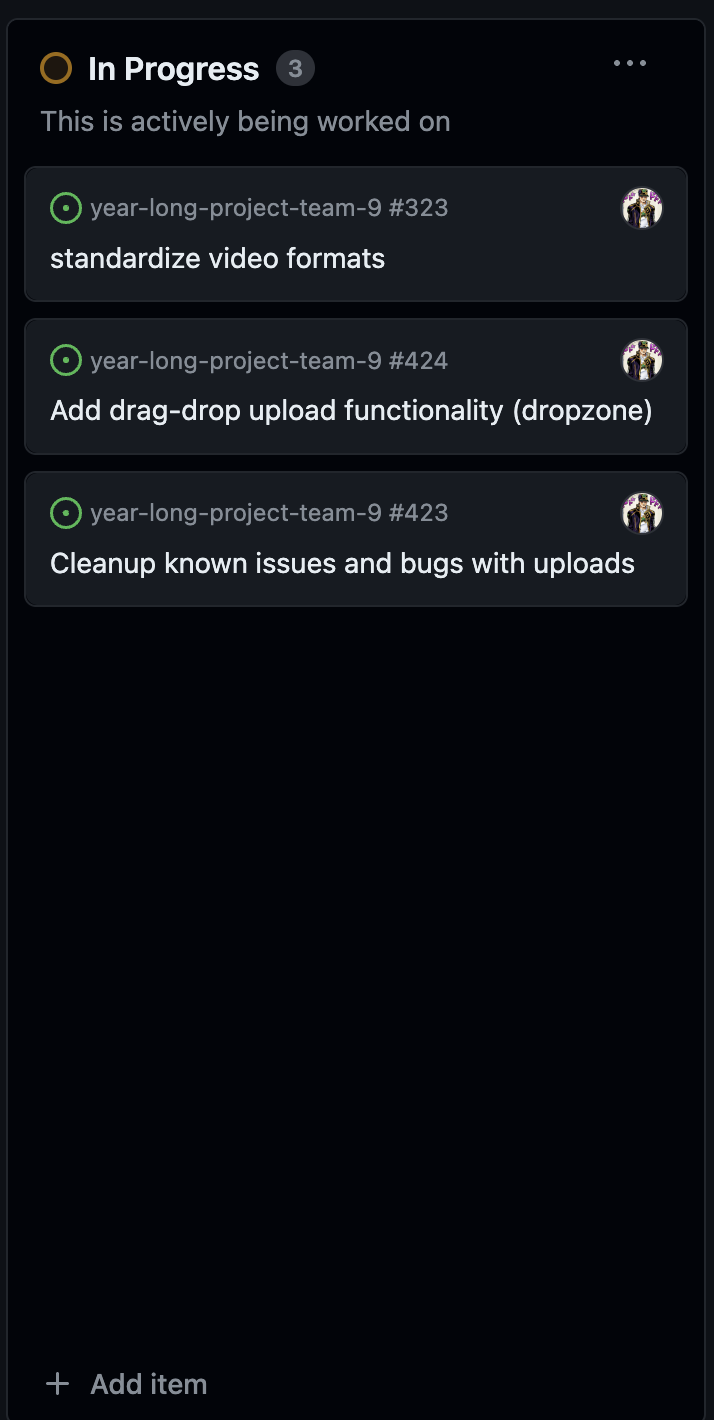 In Progress 3
This is actively being worked on
year-long-project-team-9 #323
standardize video formats
year-long-project-team-9 #424
Add drag-drop upload functionality (dropzone)
year-long-project-team-9 #423
Cleanup known issues and bugs with uploads
Add item